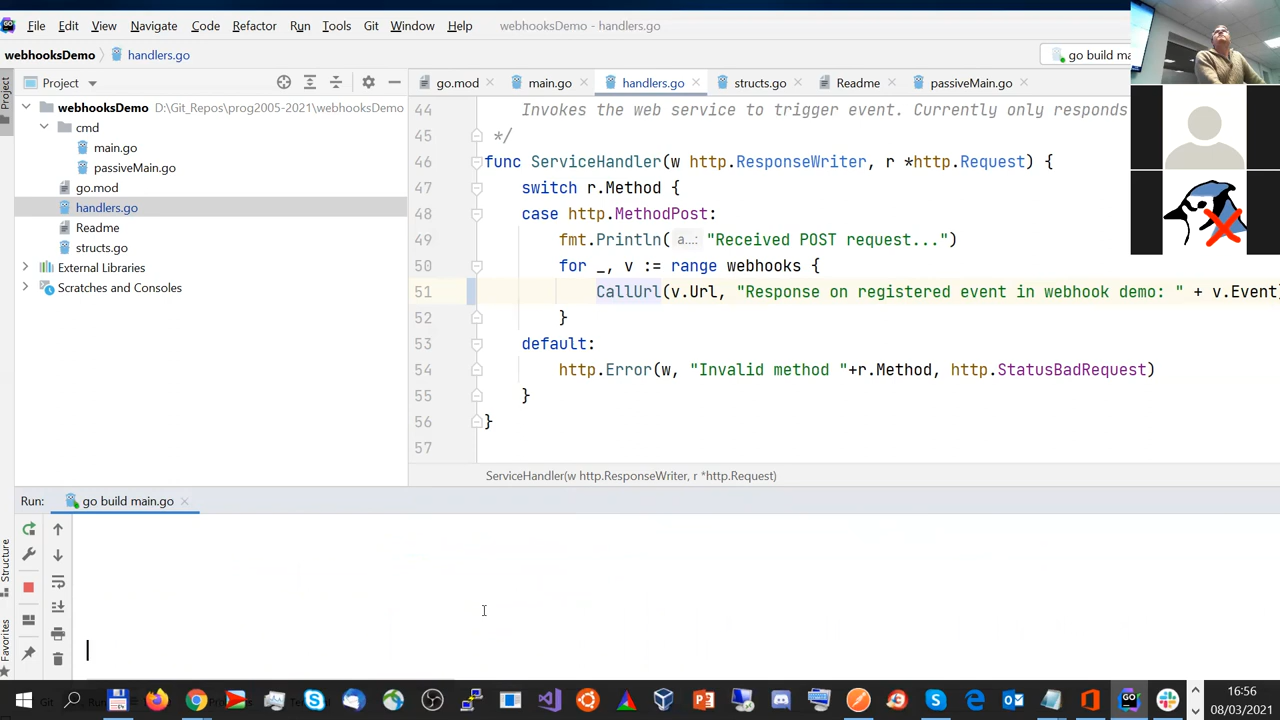 File Edit View Navigate Code Refactor Run Tools Git Window Help webhooksDemo - handlers.go
webhooksDemo handlers.go go build ma
Project
Project
go.mod main.go handlers.go structs.go Readme passiveMain.go
webhooksDemo D:\Git_Repos\prog2005-2021\webhooksDemo
cmd
main.go
passiveMain.go
go.mod
handlers.go
Readme
structs.go
External Libraries
Scratches and Consoles
44 Invokes the web service to trigger event. Currently only responds
45 */
46 func ServiceHandler(w http.ResponseWriter, r *http.Request) {
47 switch r.Method {
48 case http.MethodPost:
49 fmt.Println( a...: "Received POST request...")
50 for _, v := range webhooks {
51 CallUrl(v.Url, "Response on registered event in webhook demo: " + v.Event)
52 }
53 default:
54 http.Error(w, "Invalid method "+r.Method, http.StatusBadRequest)
55 }
56 }
57
ServiceHandler(w http.ResponseWriter, r *http.Request)
Run: go build main.go
Structure
Favorites
16:56
08/03/2021